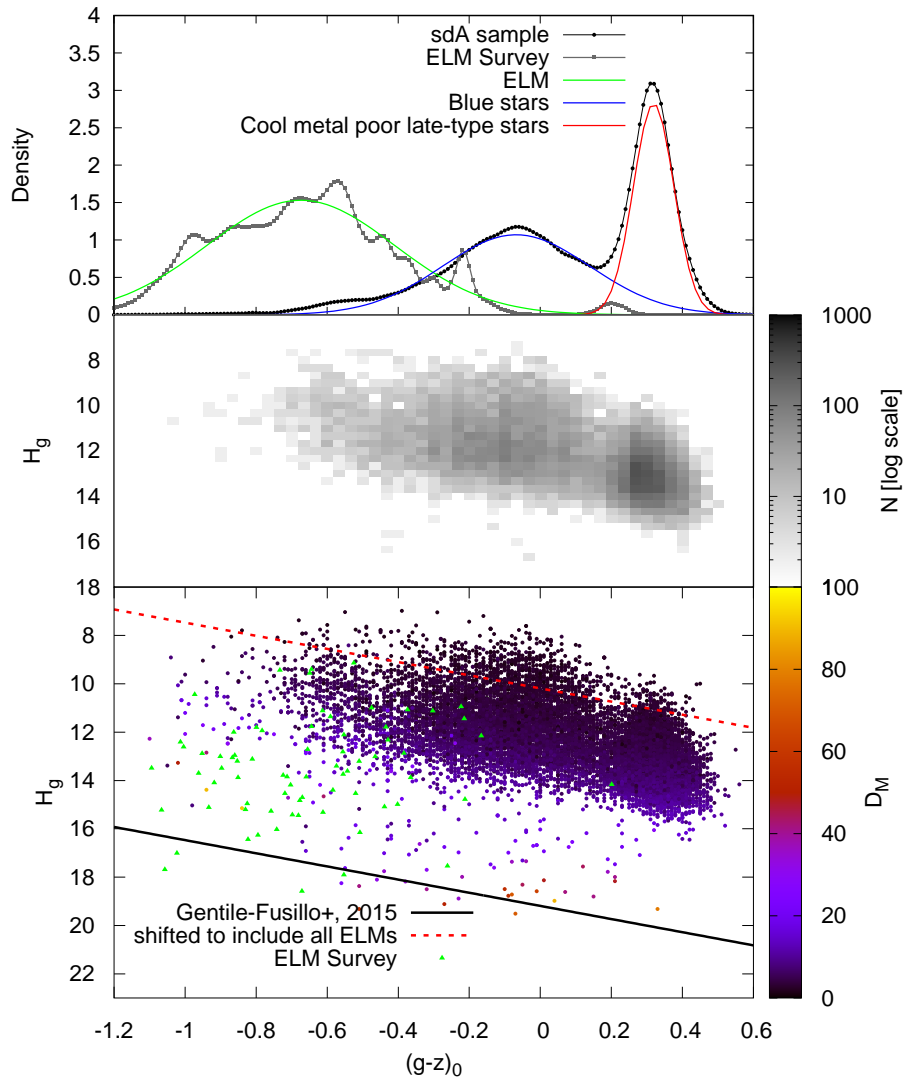 4
3.5
3
2.5
2
1.5
1
0.5
0
Density
sdA sample
ELM Survey
ELM
Blue stars
Cool metal poor late-type stars
8
10
12
14
16
18
H_g
1000
100
10
N [log scale]
8
10
12
14
16
18
20
22
H_g
Gentile-Fusillo+, 2015
shifted to include all ELMs
ELM Survey
100
80
60
40
20
0
D_M
-1.2 -1 -0.8 -0.6 -0.4 -0.2 0 0.2 0.4 0.6
(g-z)_0